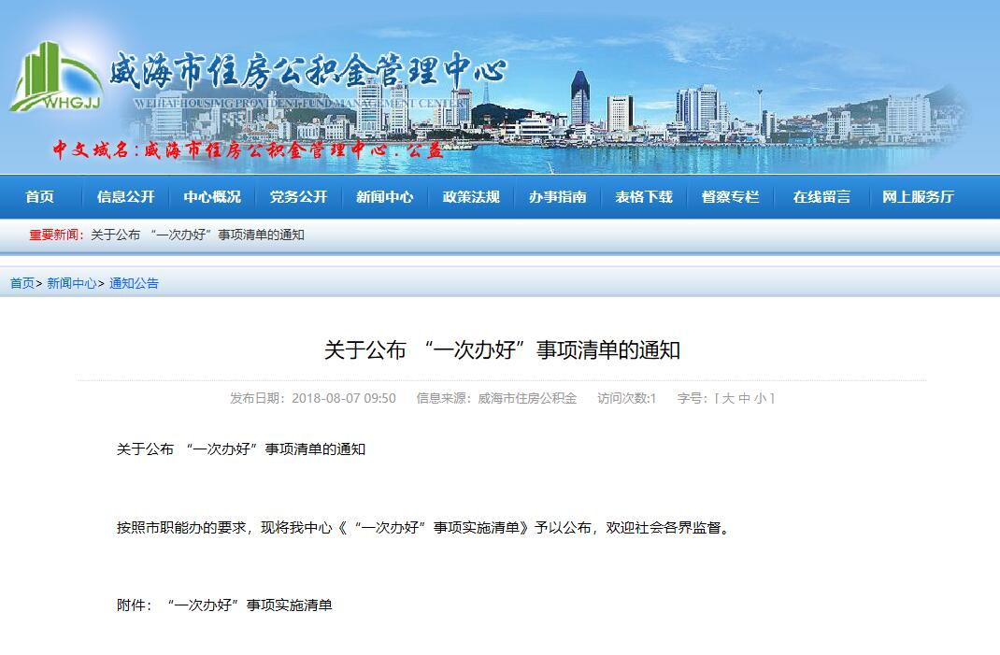 威海市住房公积金管理中心
WHGJJ
WEIHAI HOUSING PROVIDENT FUND MANAGEMENT CENTER
中文域名:威海市住房公积金管理中心.公益
首页 信息公开 中心概况 党务公开 新闻中心 政策法规 办事指南 表格下载 督察专栏 在线留言 网上服务厅
重要新闻: 关于公布 “一次办好”事项清单的通知
首页> 新闻中心> 通知公告
关于公布 “一次办好”事项清单的通知
发布日期：2018-08-07 09:50 信息来源：威海市住房公积金 访问次数:1 字号：[ 大 中 小 ]
关于公布 “一次办好”事项清单的通知
按照市职能办的要求，现将我中心《“一次办好”事项实施清单》予以公布，欢迎社会各界监督。
附件：“一次办好”事项实施清单